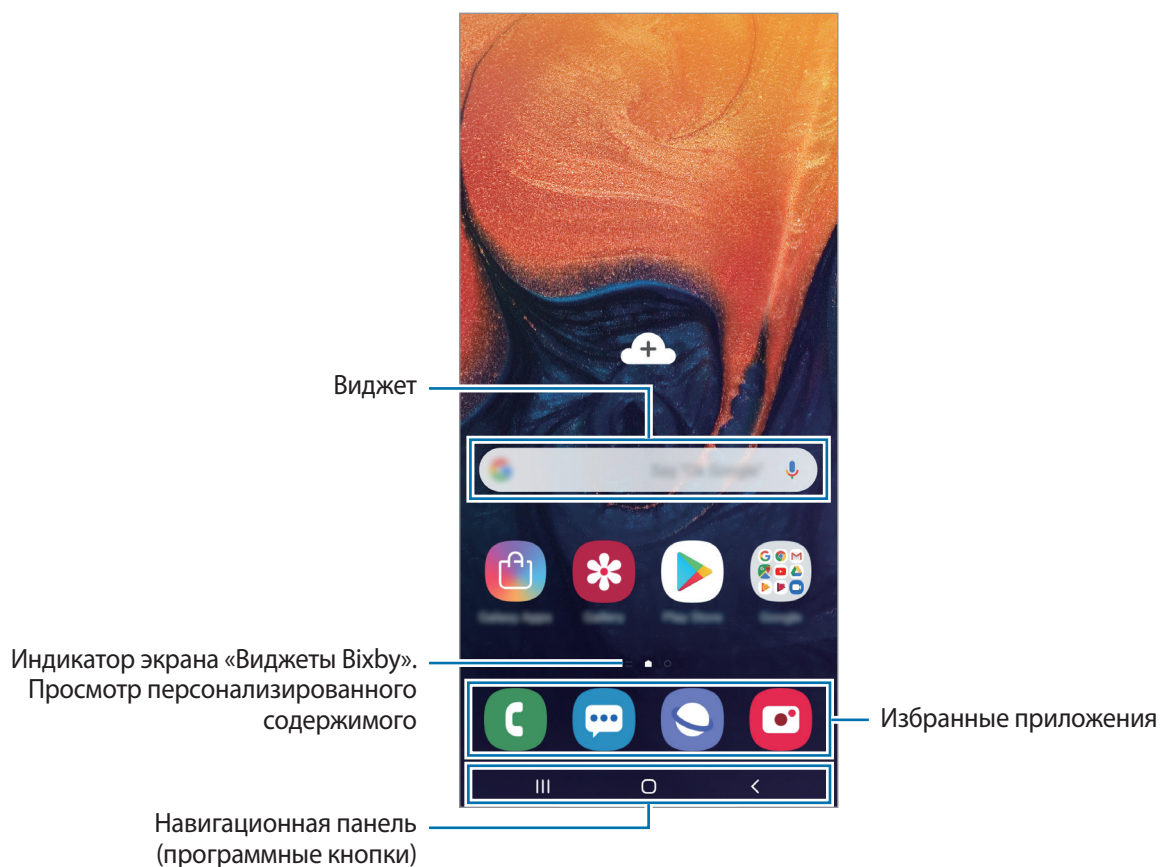 Виджет
Индикатор экрана «Виджеты Bixby».
Просмотр персонализированного
содержимого
Избранные приложения
Навигационная панель
(программные кнопки)